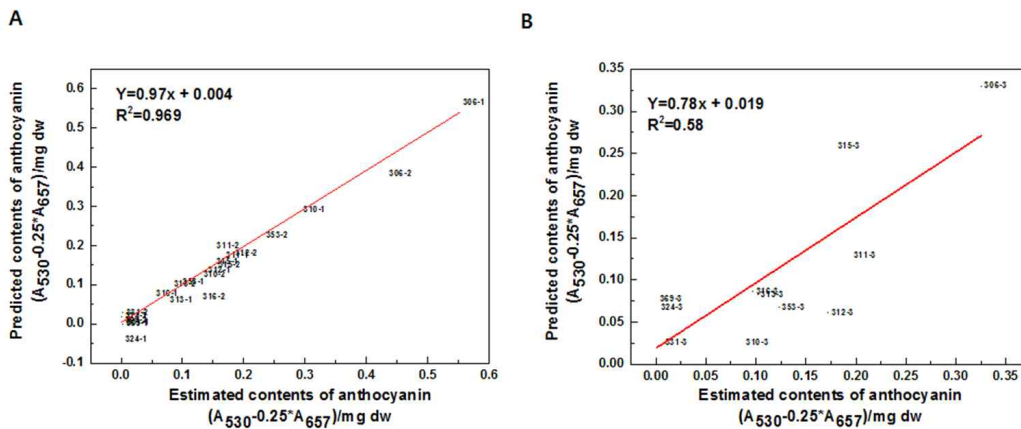 A
Y=0.97x + 0.004
R²=0.969
Predicted contents of anthocyanin
(A530-0.25*A657)/mg dw
0.6
0.5
0.4
0.3
0.2
0.1
0.0
-0.1
306-1
306-2
310-1
353-2
311-2
316-2
313-1
324-1
0.0 0.1 0.2 0.3 0.4 0.5 0.6
Estimated contents of anthocyanin
(A530-0.25*A657)/mg dw
B
Y=0.78x + 0.019
R²=0.58
Predicted contents of anthocyanin
(A530-0.25*A657)/mg dw
0.35
0.30
0.25
0.20
0.15
0.10
0.05
0.00
306-3
315-3
311-3
369-3
324-3
353-3
312-3
331-3
310-3
0.00 0.05 0.10 0.15 0.20 0.25 0.30 0.35
Estimated contents of anthocyanin
(A530-0.25*A657)/mg dw